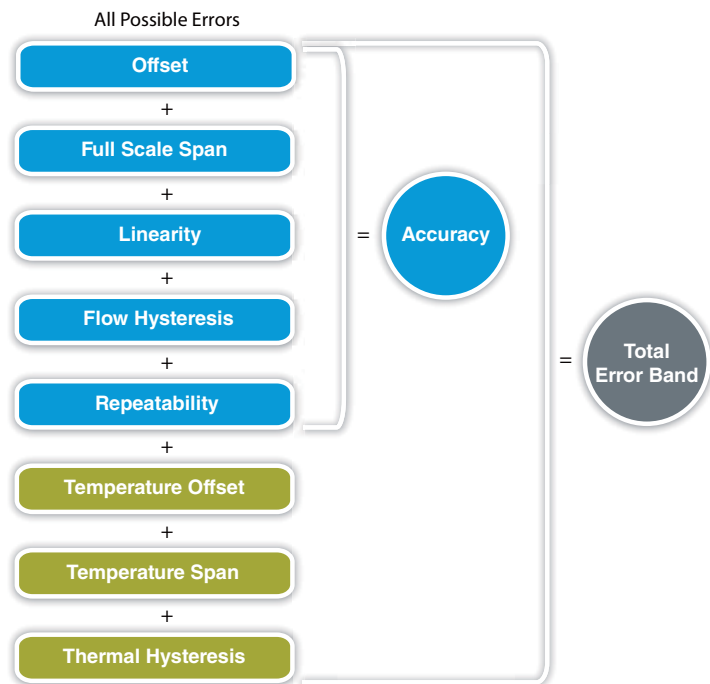 All Possible Errors
Offset
+
Full Scale Span
+
Linearity
+
Flow Hysteresis
+
Repeatability
+
Temperature Offset
+
Temperature Span
+
Thermal Hysteresis
=
Accuracy
=
Total
Error Band